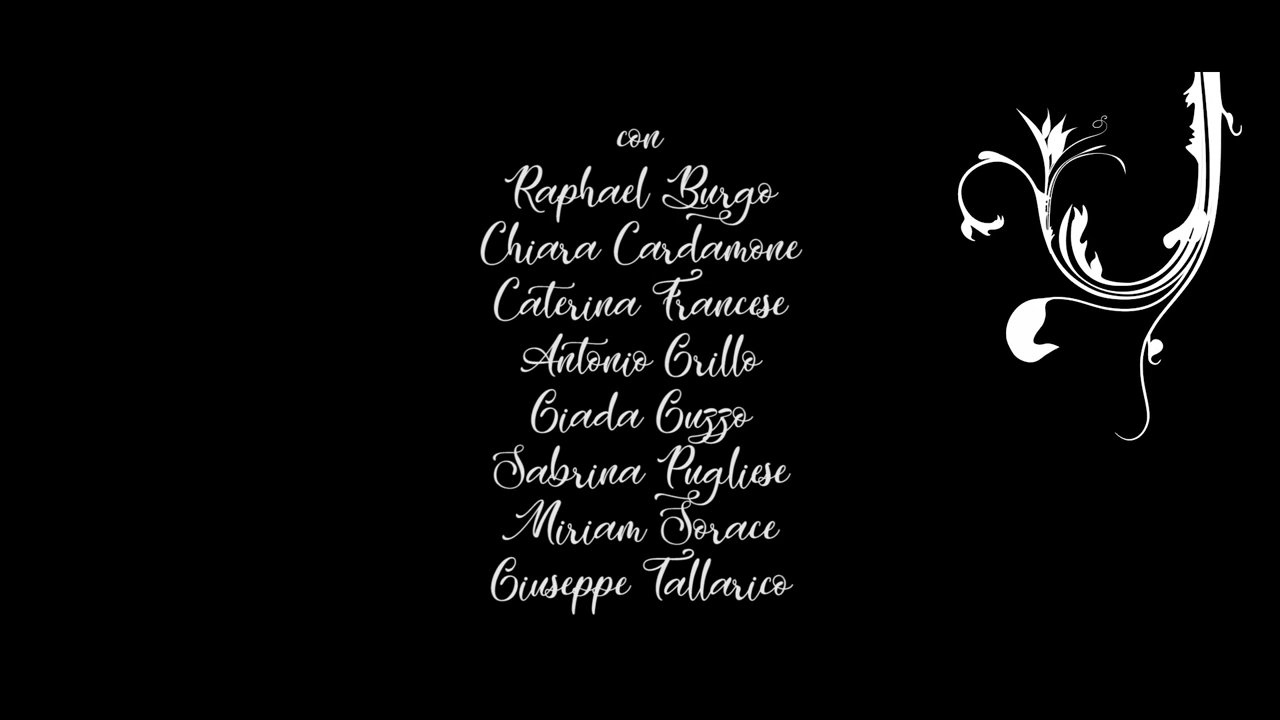 con
Raphael Burgo
Chiara Cardamone
Caterina Francese
Antonio Grillo
Giada Guzzo
Sabrina Pugliese
Miriam Sorace
Giuseppe Tallarico